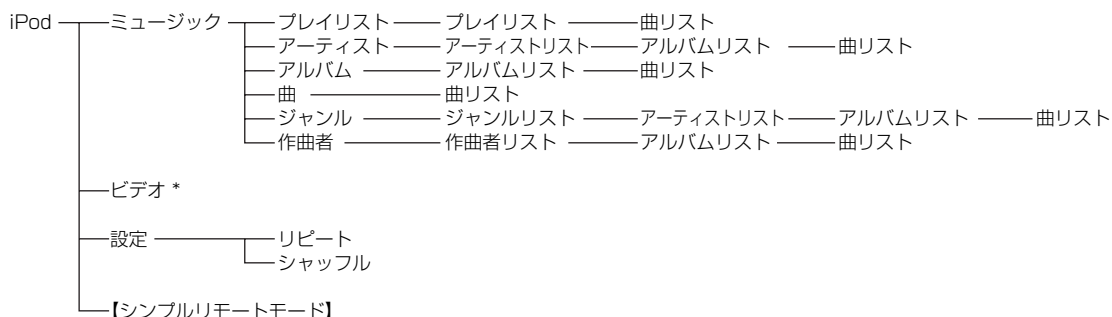 iPod ミュージック プレイリスト プレイリスト 曲リスト
アーティスト アーティストリスト アルバムリスト 曲リスト
アルバム アルバムリスト 曲リスト
曲 曲リスト
ジャンル ジャンルリスト アーティストリスト アルバムリスト 曲リスト
作曲者 作曲者リスト アルバムリスト 曲リスト
ビデオ *
設定 リピート
シャッフル
【シンプルリモートモード】